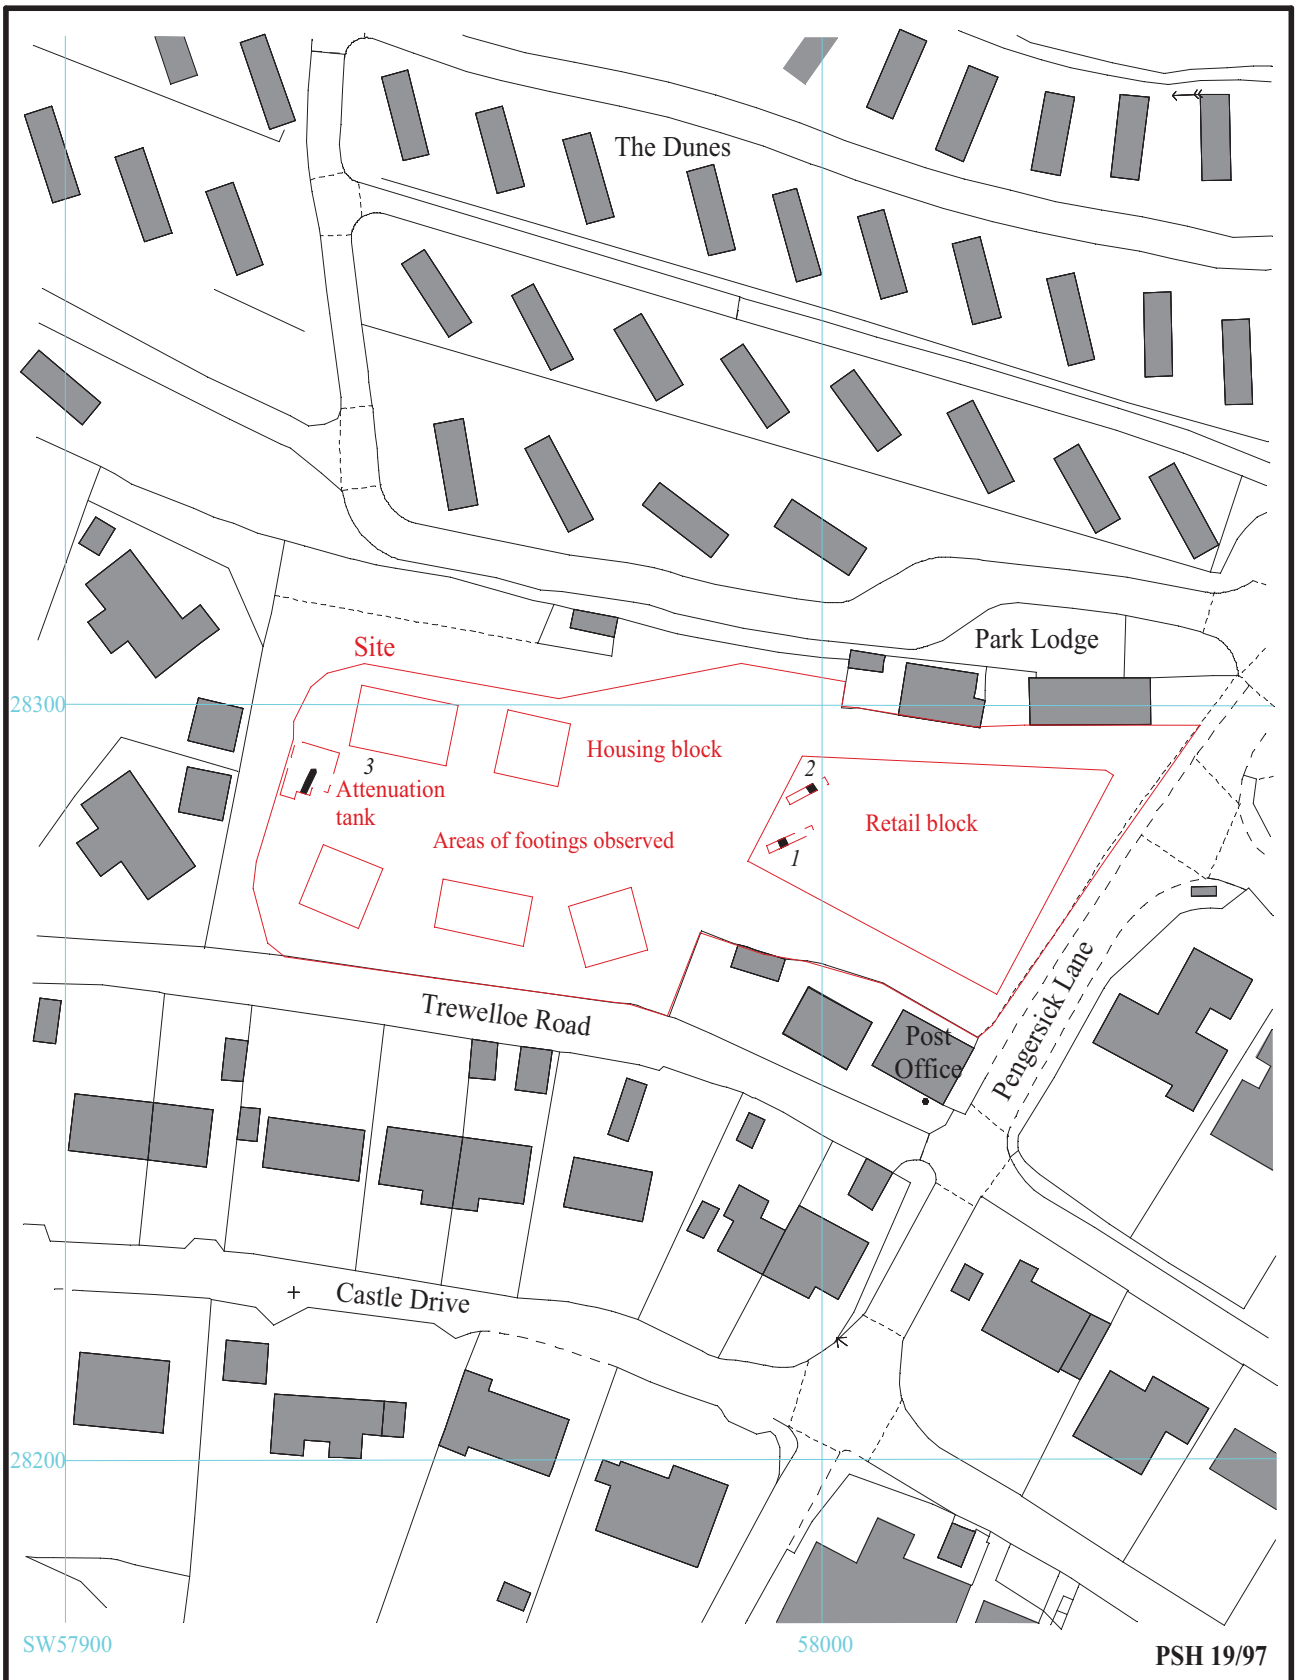 The Dunes
Park Lodge
Site
28300
Housing block
3
2
Attenuation
tank
Retail block
Areas of footings observed
1
Trewelloe Road
Pengersick Lane
Post
Office
Castle Drive
28200
SW57900
58000
PSH 19/97